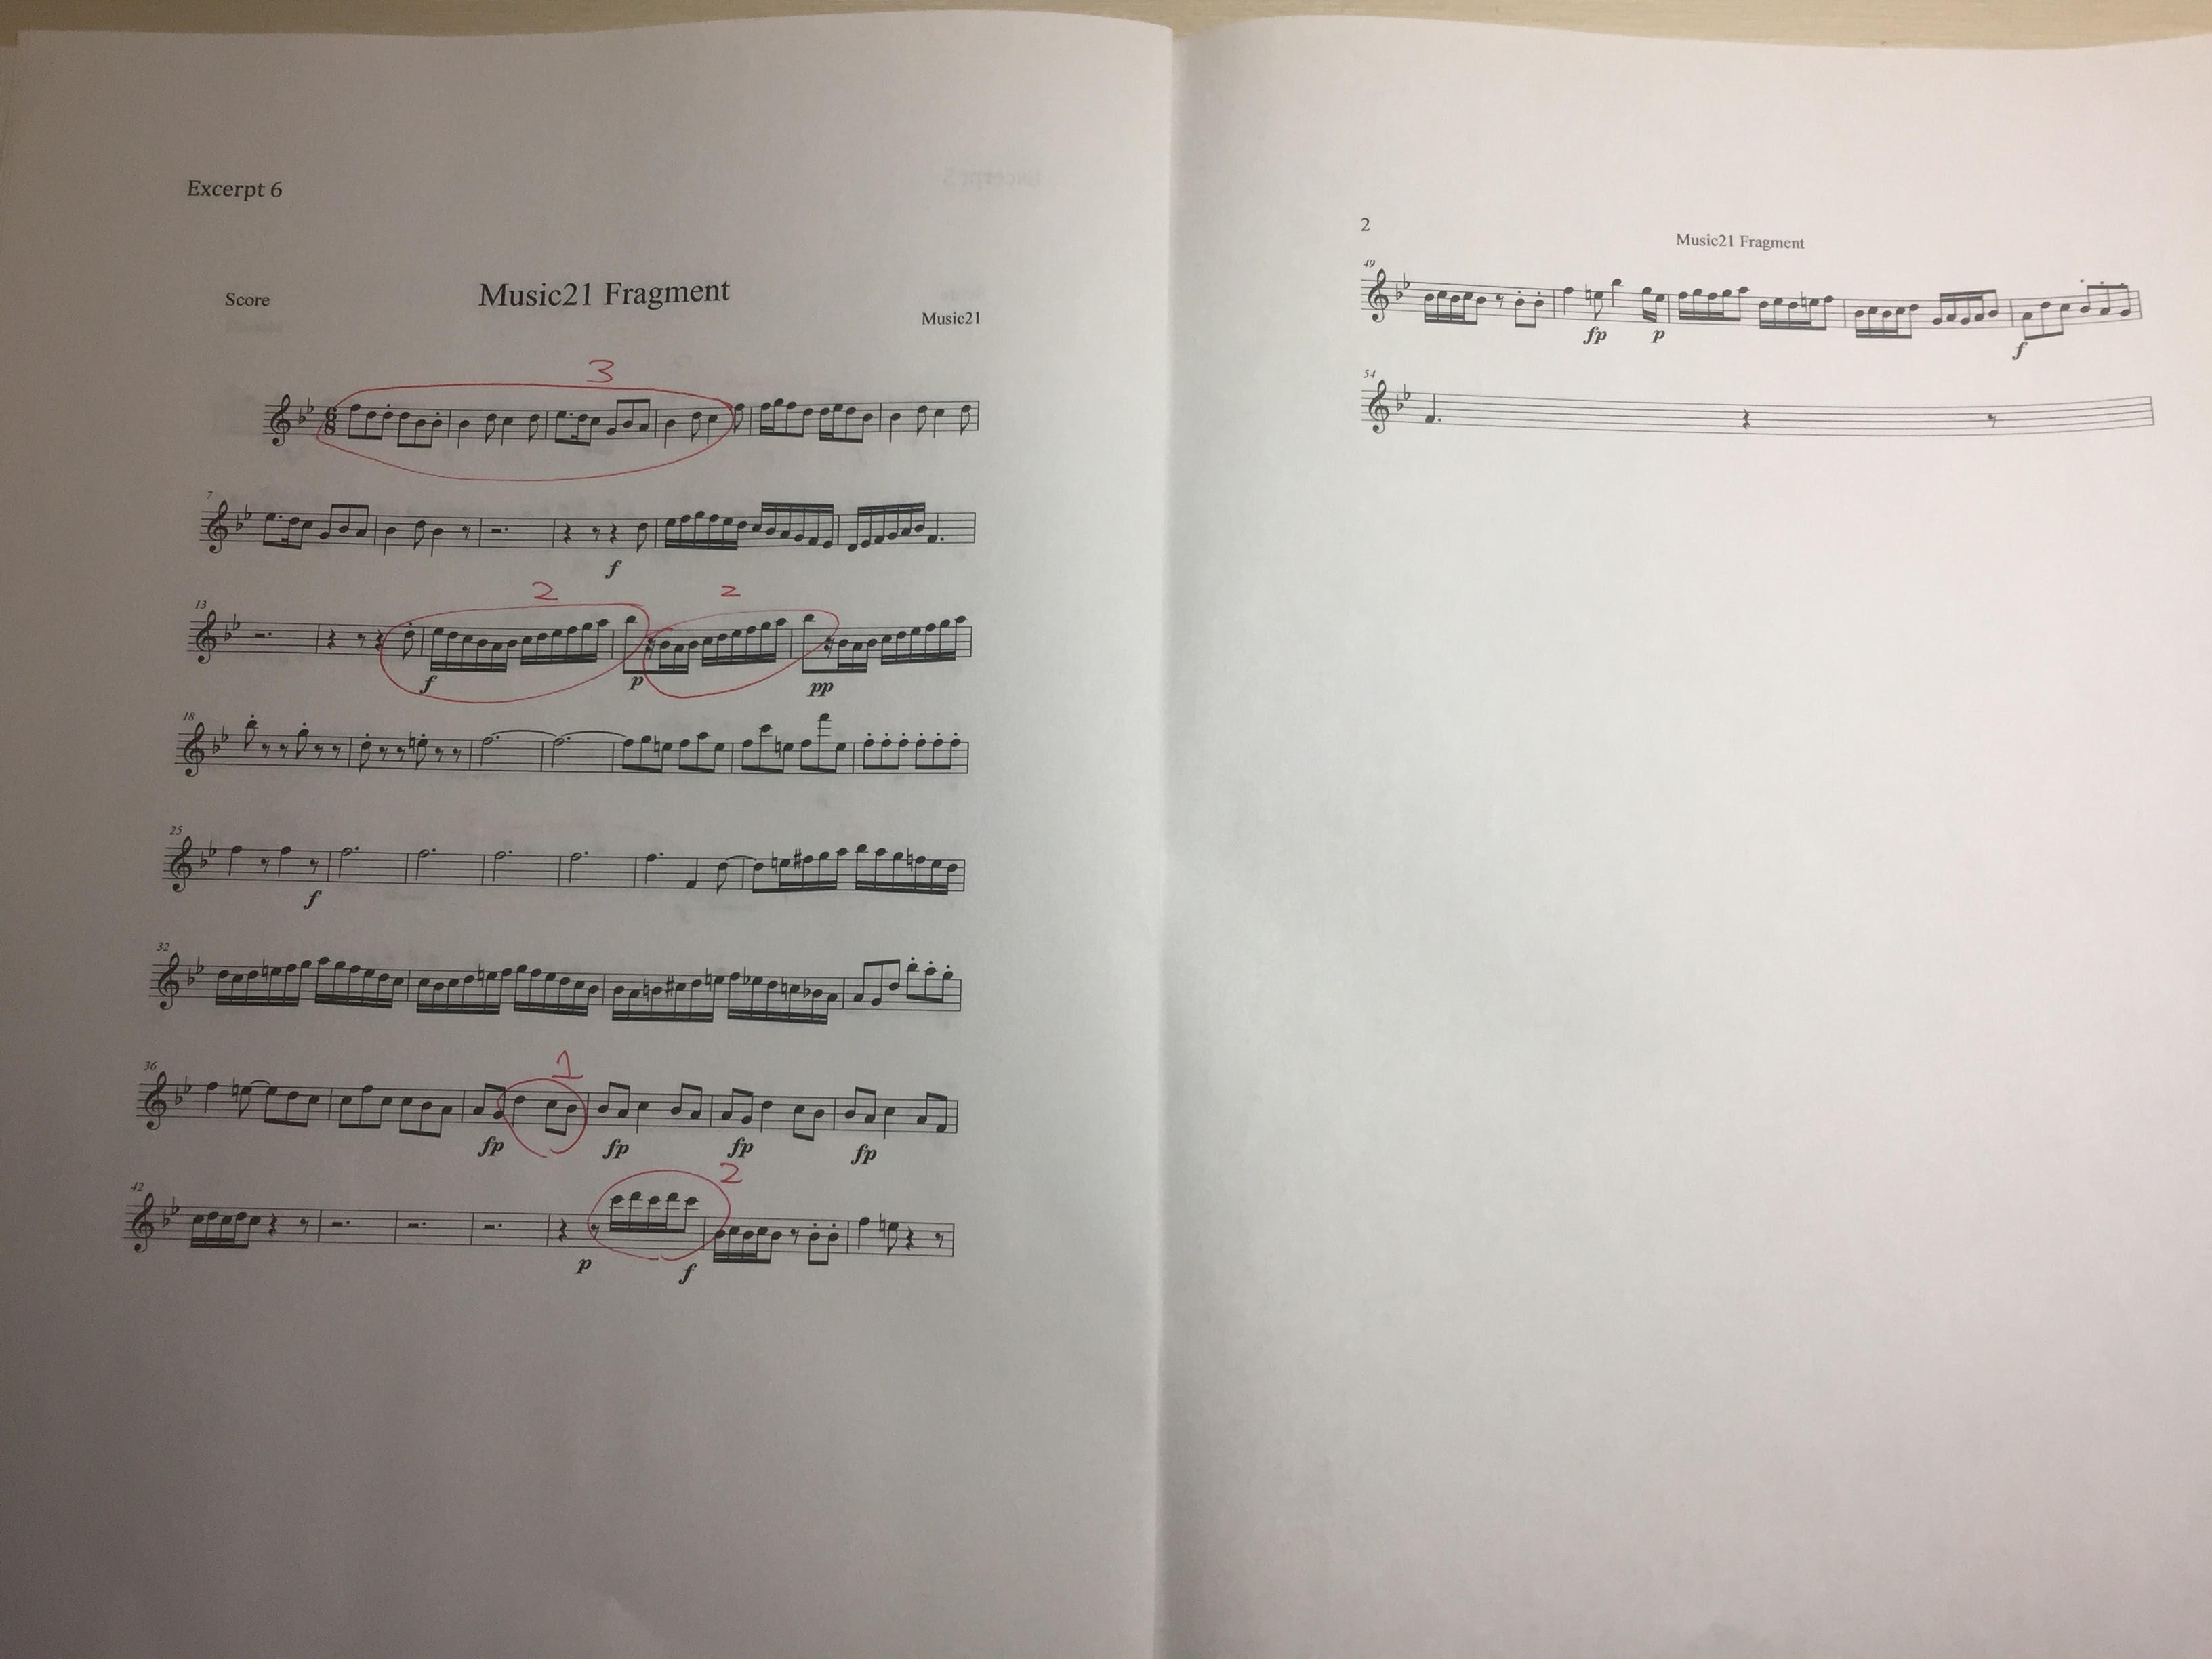 Excerpt 6
Music21 Fragment
Score
Music21
3
6
8
7
f
2 2
13
f p pp
18
25
f
32
1
36
fp fp fp fp
2
42
p f
2
Music21 Fragment
49
fp p f
54